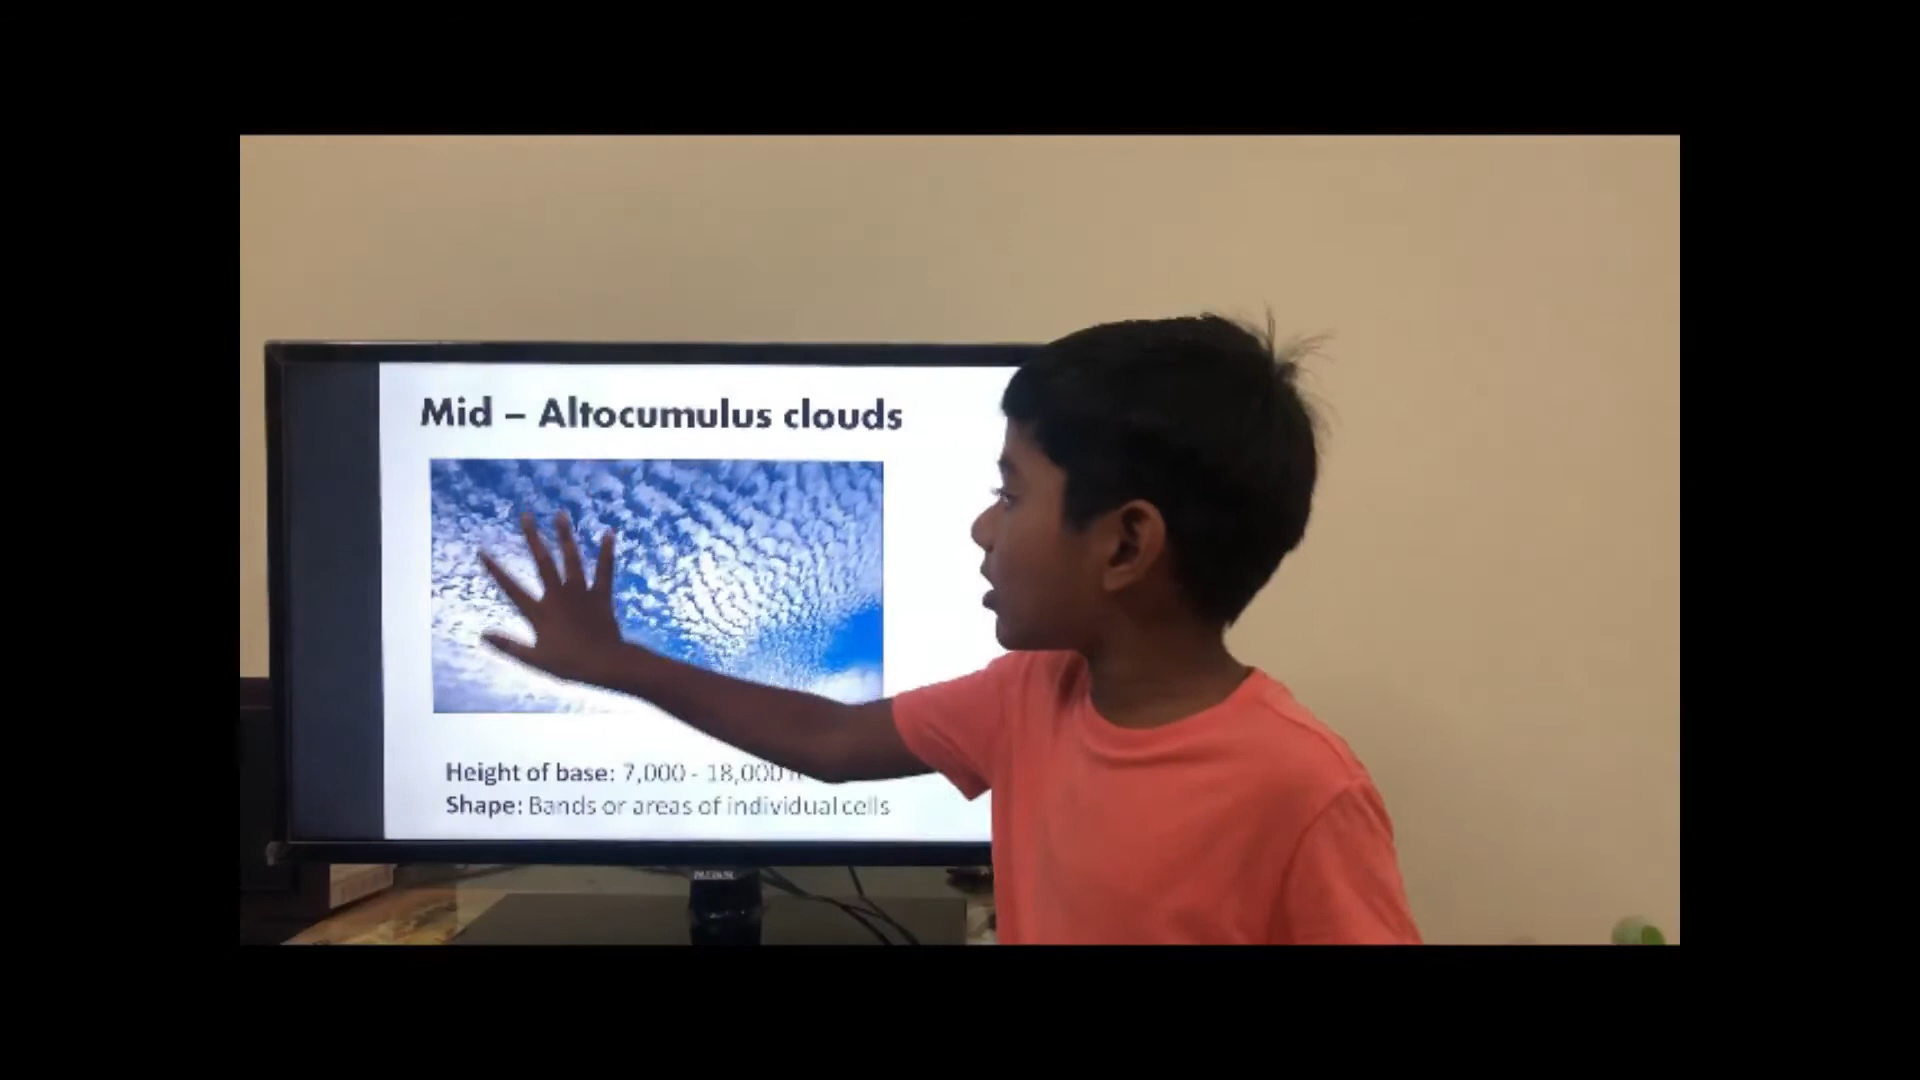 Mid – Altocumulus clouds
Height of base: 7,000 - 18,000
Shape: Bands or areas of individual cells